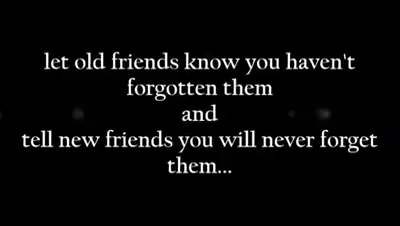 let old friends know you haven't
forgotten them
and
tell new friends you will never forget
them...